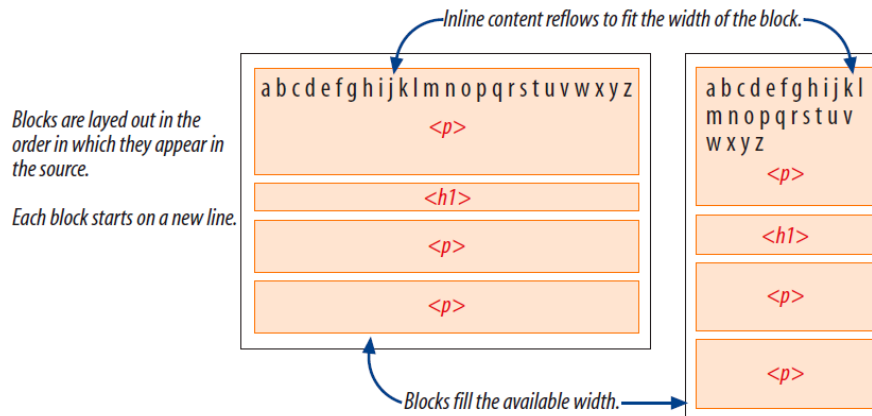 Inline content reflows to fit the width of the block.
Blocks are layed out in the
order in which they appear in
the source.
Each block starts on a new line.
a b c d e f g h i j k l m n o p q r s t u v w x y z
<p>
<h1>
<p>
<p>
a b c d e f g h i j k l
m n o p q r s t u v
w x y z
<p>
<h1>
<p>
<p>
Blocks fill the available width.